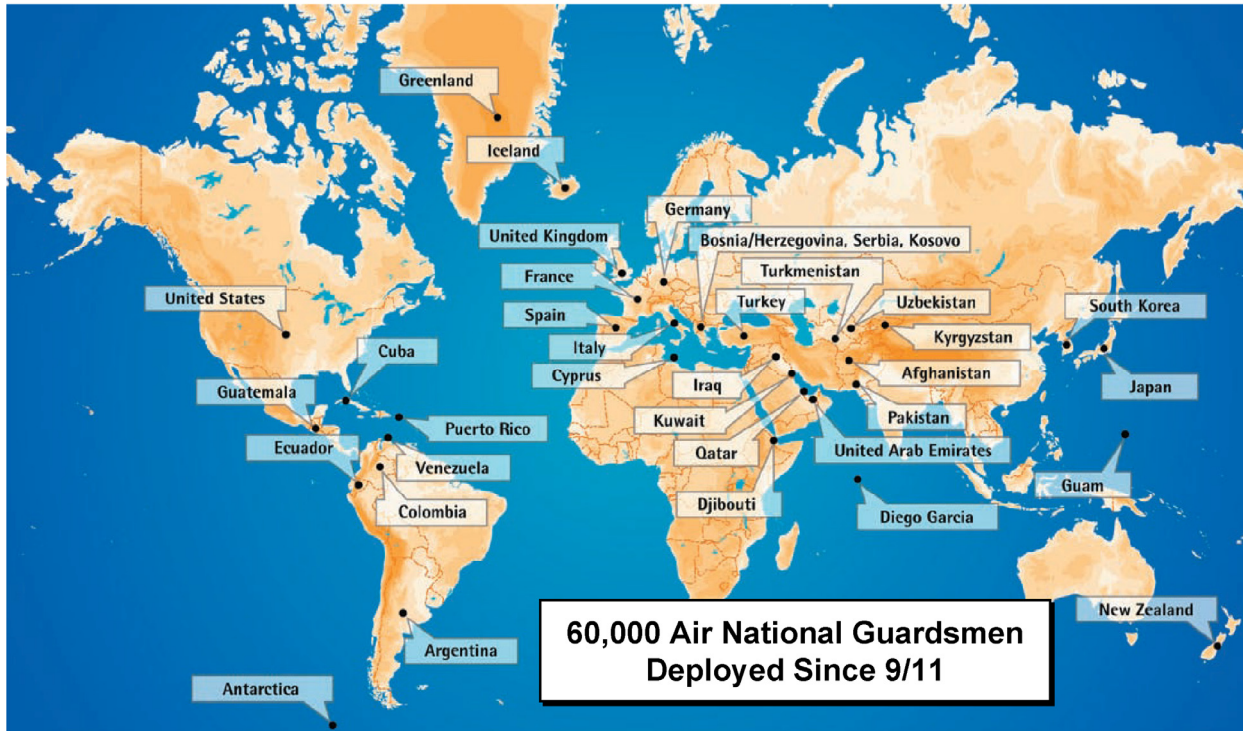 Greenland
Iceland
Germany
United Kingdom
Bosnia/Herzegovina, Serbia, Kosovo
France
Turkmenistan
United States
Spain
Turkey
Uzbekistan
South Korea
Italy
Kyrgyzstan
Cuba
Cyprus
Iraq
Afghanistan
Japan
Guatemala
Kuwait
Pakistan
Puerto Rico
Ecuador
Venezuela
Qatar
United Arab Emirates
Guam
Colombia
Djibouti
Diego Garcia
New Zealand
60,000 Air National Guardsmen
Deployed Since 9/11
Argentina
Antarctica